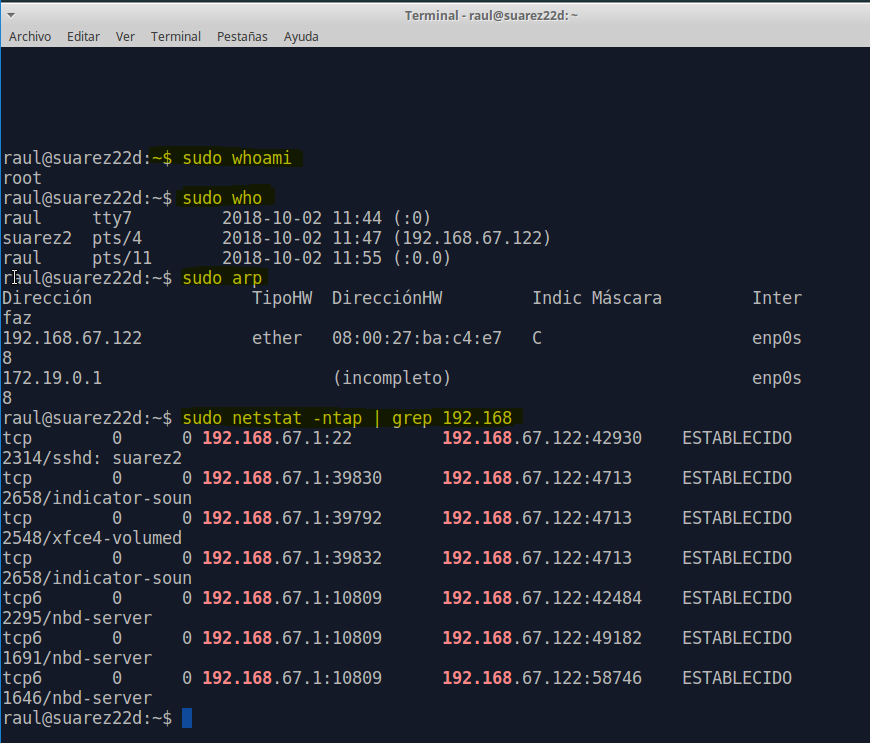 Terminal - raul@suarez22d: ~
Archivo Editar Ver Terminal Pestañas Ayuda
raul@suarez22d:~$ sudo whoami
root
raul@suarez22d:~$ sudo who
raul     tty7         2018-10-02 11:44 (:0)
suarez2  pts/4        2018-10-02 11:47 (192.168.67.122)
raul     pts/11       2018-10-02 11:55 (:0.0)
raul@suarez22d:~$ sudo arp
Dirección                TipoHW  DirecciónHW         Indic Máscara         Inter
faz
192.168.67.122           ether   08:00:27:ba:c4:e7   C                     enp0s
8
172.19.0.1                       (incompleto)                              enp0s
8
raul@suarez22d:~$ sudo netstat -ntap | grep 192.168
tcp        0      0 192.168.67.1:22         192.168.67.122:42930    ESTABLECIDO
2314/sshd: suarez2
tcp        0      0 192.168.67.1:39830      192.168.67.122:4713     ESTABLECIDO
2658/indicator-soun
tcp        0      0 192.168.67.1:39792      192.168.67.122:4713     ESTABLECIDO
2548/xfce4-volumed
tcp        0      0 192.168.67.1:39832      192.168.67.122:4713     ESTABLECIDO
2658/indicator-soun
tcp6       0      0 192.168.67.1:10809      192.168.67.122:42484    ESTABLECIDO
2295/nbd-server
tcp6       0      0 192.168.67.1:10809      192.168.67.122:49182    ESTABLECIDO
1691/nbd-server
tcp6       0      0 192.168.67.1:10809      192.168.67.122:58746    ESTABLECIDO
1646/nbd-server
raul@suarez22d:~$